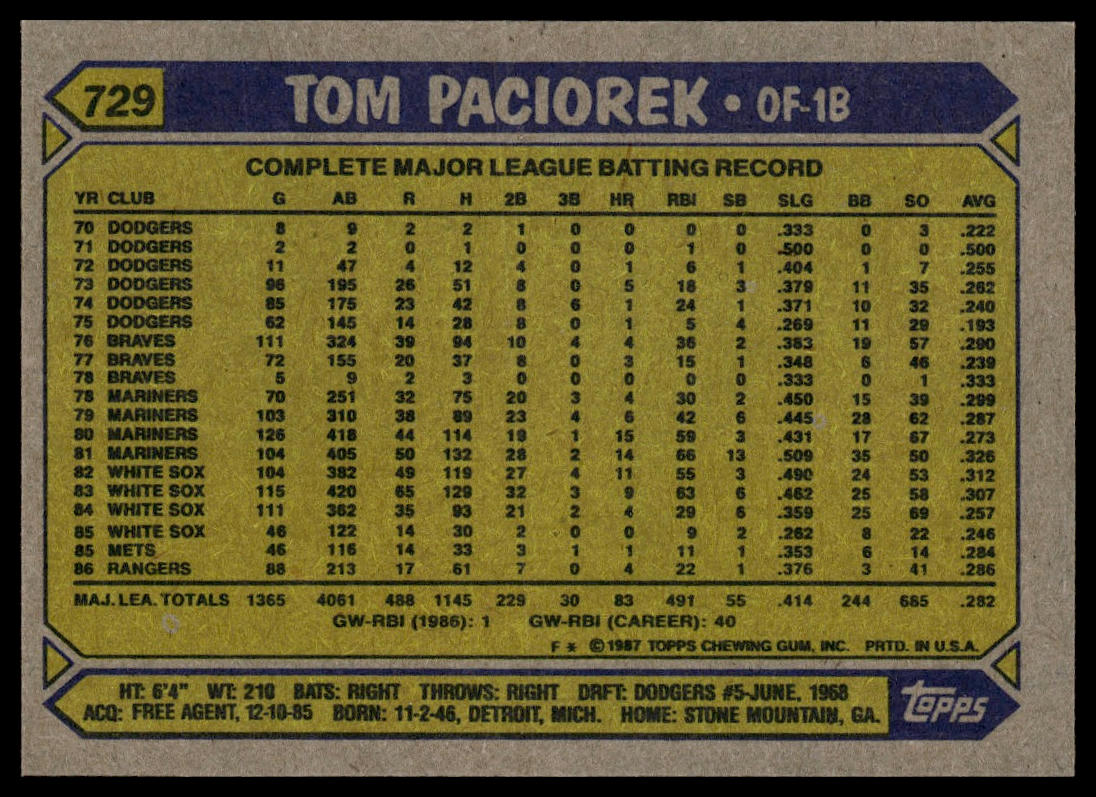 729 TOM PACIOREK • OF-1B
COMPLETE MAJOR LEAGUE BATTING RECORD
YR CLUB G AB R H 2B 3B HR RBI SB SLG BB SO AVG
70 DODGERS 8 9 2 2 1 0 0 0 0 .333 0 3 .222
71 DODGERS 2 2 0 1 0 0 0 1 0 .500 0 0 .500
72 DODGERS 11 47 4 12 4 0 1 6 1 .404 1 7 .255
73 DODGERS 96 195 26 51 8 0 5 18 3 .379 11 35 .262
74 DODGERS 85 175 23 42 8 6 1 24 1 .371 10 32 .240
75 DODGERS 62 145 14 28 8 0 1 5 4 .269 11 29 .193
76 BRAVES 111 324 39 94 10 4 4 36 2 .383 19 57 .290
77 BRAVES 72 155 20 37 8 0 3 15 1 .348 6 46 .239
78 BRAVES 5 9 2 3 0 0 0 0 0 .333 0 1 .333
78 MARINERS 70 251 32 75 20 3 4 30 2 .450 15 39 .299
79 MARINERS 103 310 38 89 23 4 6 42 6 .445 28 62 .287
80 MARINERS 126 418 44 114 19 1 15 59 3 .431 17 67 .273
81 MARINERS 104 405 50 132 28 2 14 66 13 .509 35 50 .326
82 WHITE SOX 104 382 49 119 27 4 11 55 3 .490 24 53 .312
83 WHITE SOX 115 420 65 129 32 3 9 63 6 .462 25 58 .307
84 WHITE SOX 111 362 35 93 21 2 4 29 6 .359 25 69 .257
85 WHITE SOX 46 122 14 30 2 0 0 9 2 .262 8 22 .246
85 METS 46 116 14 33 3 1 1 11 1 .353 6 14 .284
86 RANGERS 88 213 17 61 7 0 4 22 1 .376 3 41 .286
MAJ. LEA. TOTALS 1365 4061 488 1145 229 30 83 491 55 .414 244 685 .282
GW-RBI (1986): 1 GW-RBI (CAREER): 40
F * © 1987 TOPPS CHEWING GUM, INC. PRTD. IN U.S.A.
HT: 6'4" WT: 210 BATS: RIGHT THROWS: RIGHT DRFT: DODGERS #5-JUNE, 1968
ACQ: FREE AGENT, 12-10-85 BORN: 11-2-46, DETROIT, MICH. HOME: STONE MOUNTAIN, GA.
topps